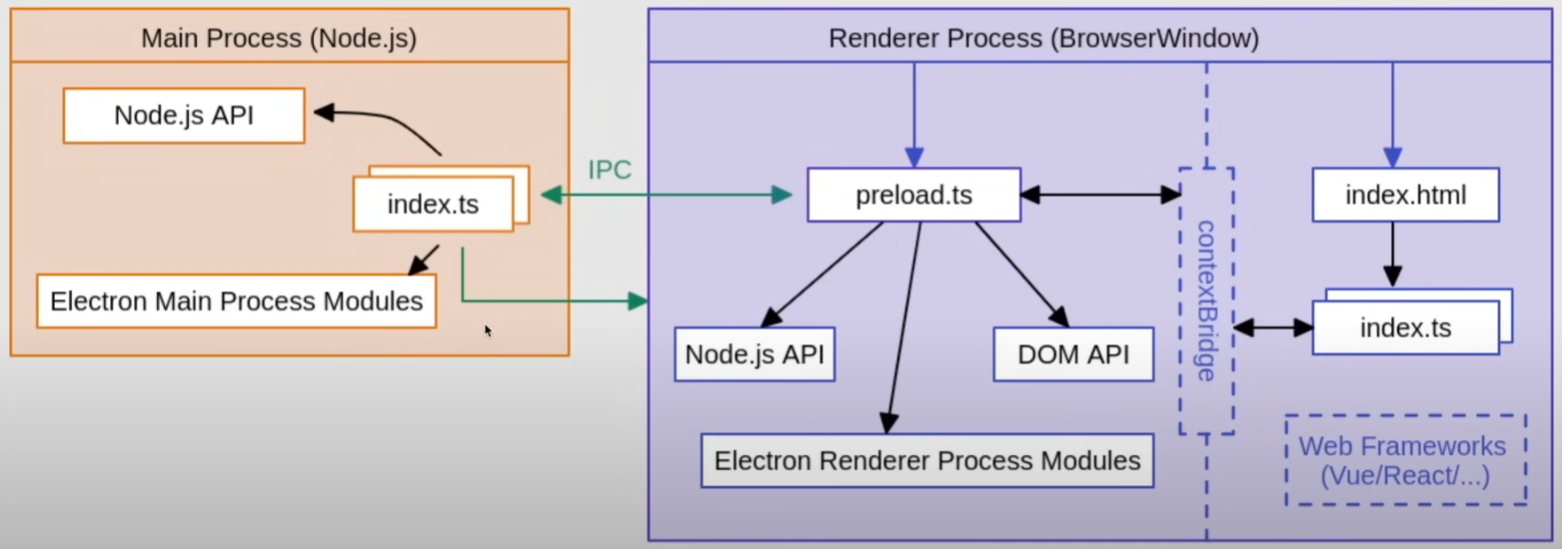 Main Process (Node.js)
Node.js API
index.ts
Electron Main Process Modules
IPC
Renderer Process (BrowserWindow)
preload.ts
Node.js API
DOM API
Electron Renderer Process Modules
contextBridge
index.html
index.ts
Web Frameworks
(Vue/React/...)